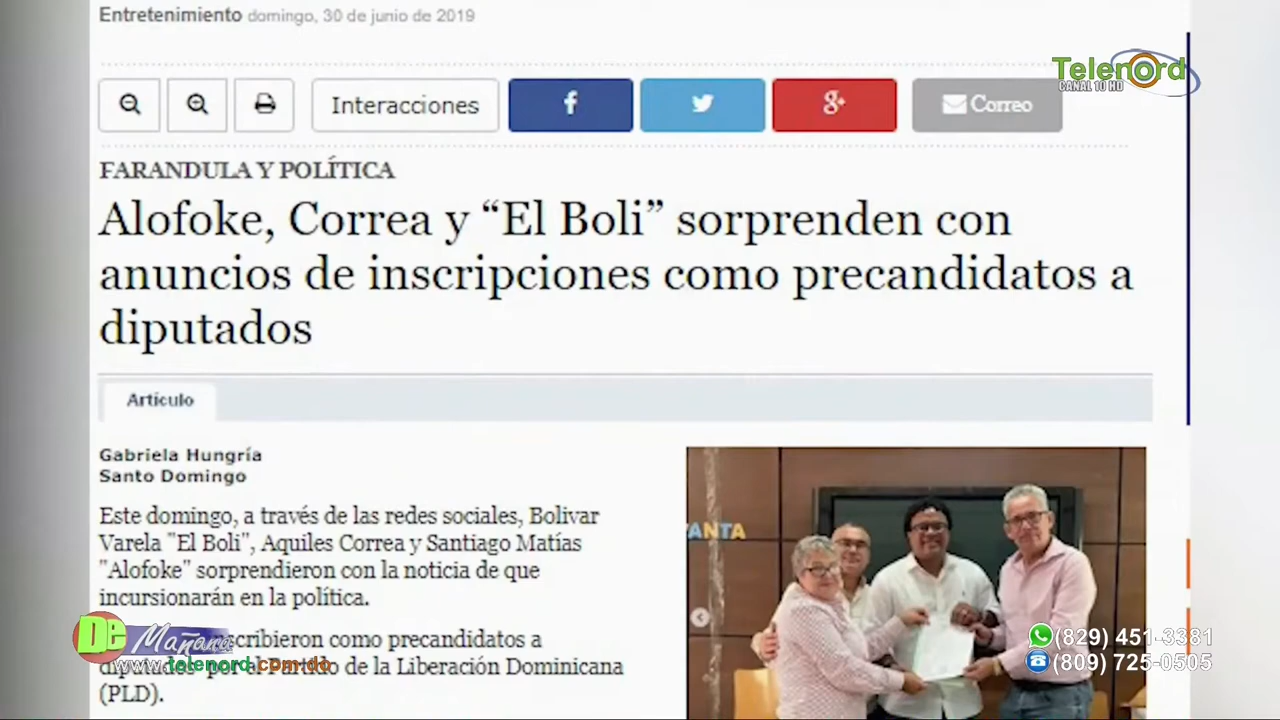 Entretenimiento domingo, 30 de junio de 2019
Telenord
CANAL 10 HD
Interacciones
Correo
FARANDULA Y POLÍTICA
Alofoke, Correa y “El Boli” sorprenden con
anuncios de inscripciones como precandidatos a
diputados
Artículo
Gabriela Hungría
Santo Domingo
Este domingo, a través de las redes sociales, Bolivar
Varela "El Boli", Aquiles Correa y Santiago Matías
"Alofoke" sorprendieron con la noticia de que
incursionarán en la política.
scribieron como precandidatos a
diputados por el Partido de la Liberación Dominicana
(PLD).
ANTA
De Mañana
www.telenord.com.do
(829) 451-3381
(809) 725-0505